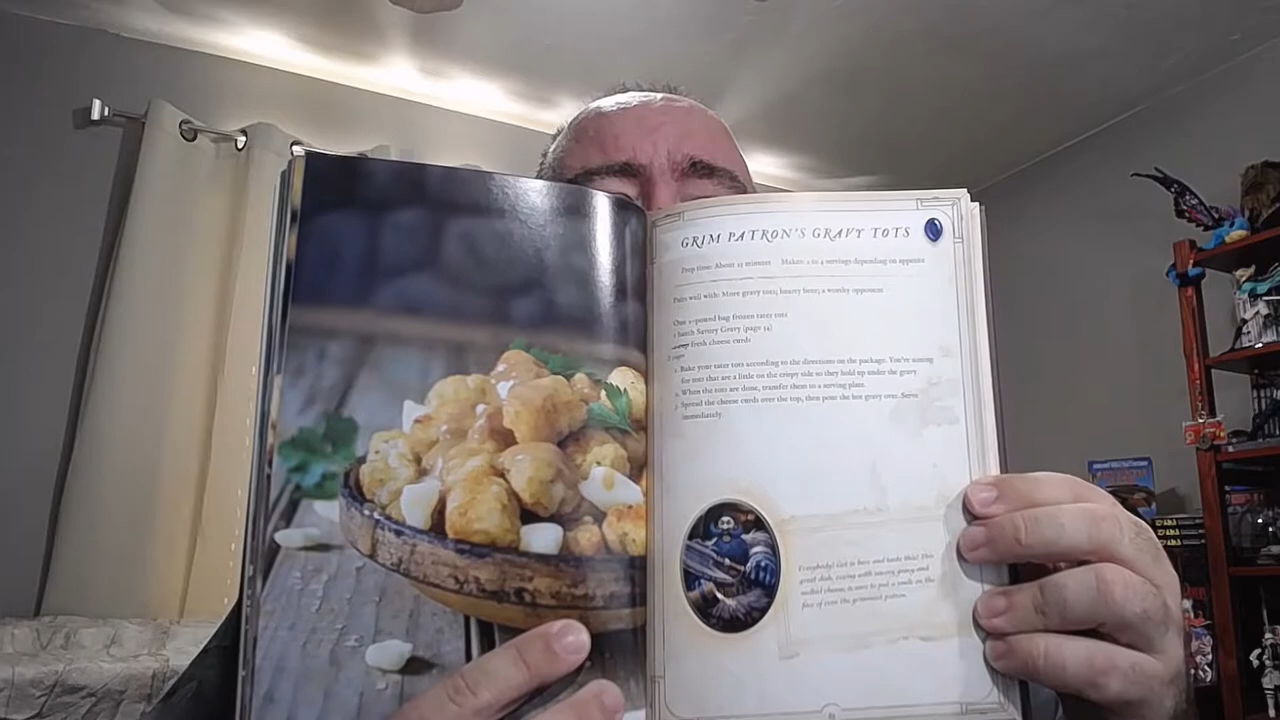 GRIM PATRON'S GRAVY TOTS
Prep time: About 25 minutes Makes: 2 to 4 servings depending on appetite
Pairs well with: More gravy tots; hearty beer; a worthy opponent
One 2-pound bag frozen tater tots
1 batch Savory Gravy (page 14)
fresh cheese curds
1. Bake your tater tots according to the directions on the package. You're aiming
for tots that are a little on the crispy side so they hold up under the gravy.
2. When the tots are done, transfer them to a serving plate.
3. Spread the cheese curds over the top, then pour the hot gravy over. Serve
immediately.
Everybody! Get in here and taste this! This
great dish, oozing with savory gravy and
melted cheese, is sure to put a smile on the
face of even the grimmest patron.